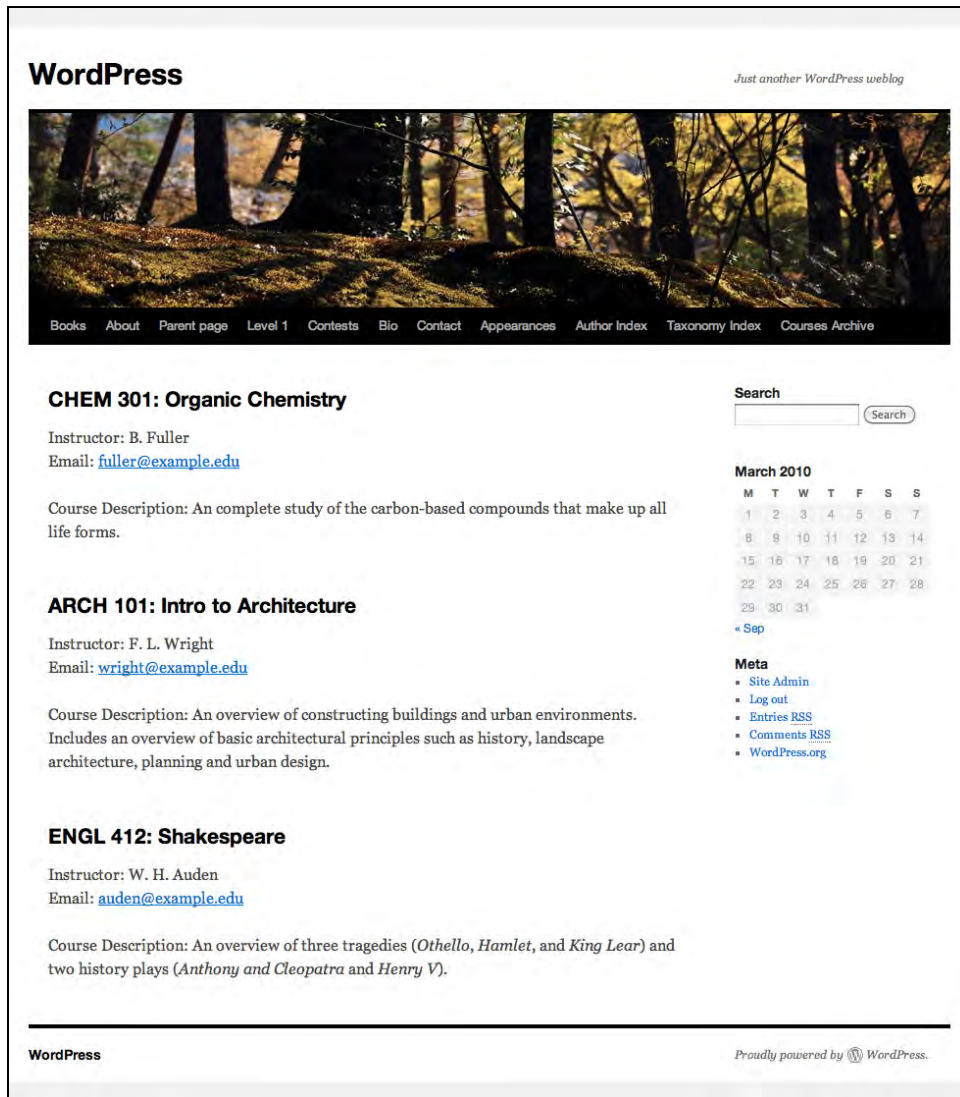 WordPress
Just another WordPress weblog
Books About Parent page Level 1 Contests Bio Contact Appearances Author Index Taxonomy Index Courses Archive
CHEM 301: Organic Chemistry
Instructor: B. Fuller
Email: fuller@example.edu
Course Description: An complete study of the carbon-based compounds that make up all
life forms.
ARCH 101: Intro to Architecture
Instructor: F. L. Wright
Email: wright@example.edu
Course Description: An overview of constructing buildings and urban environments.
Includes an overview of basic architectural principles such as history, landscape
architecture, planning and urban design.
ENGL 412: Shakespeare
Instructor: W. H. Auden
Email: auden@example.edu
Course Description: An overview of three tragedies (Othello, Hamlet, and King Lear) and
two history plays (Anthony and Cleopatra and Henry V).
Search
Search
March 2010
M T W T F S S
1 2 3 4 5 6 7
8 9 10 11 12 13 14
15 16 17 18 19 20 21
22 23 24 25 26 27 28
29 30 31
« Sep
Meta
Site Admin
Log out
Entries RSS
Comments RSS
WordPress.org
WordPress
Proudly powered by WordPress.